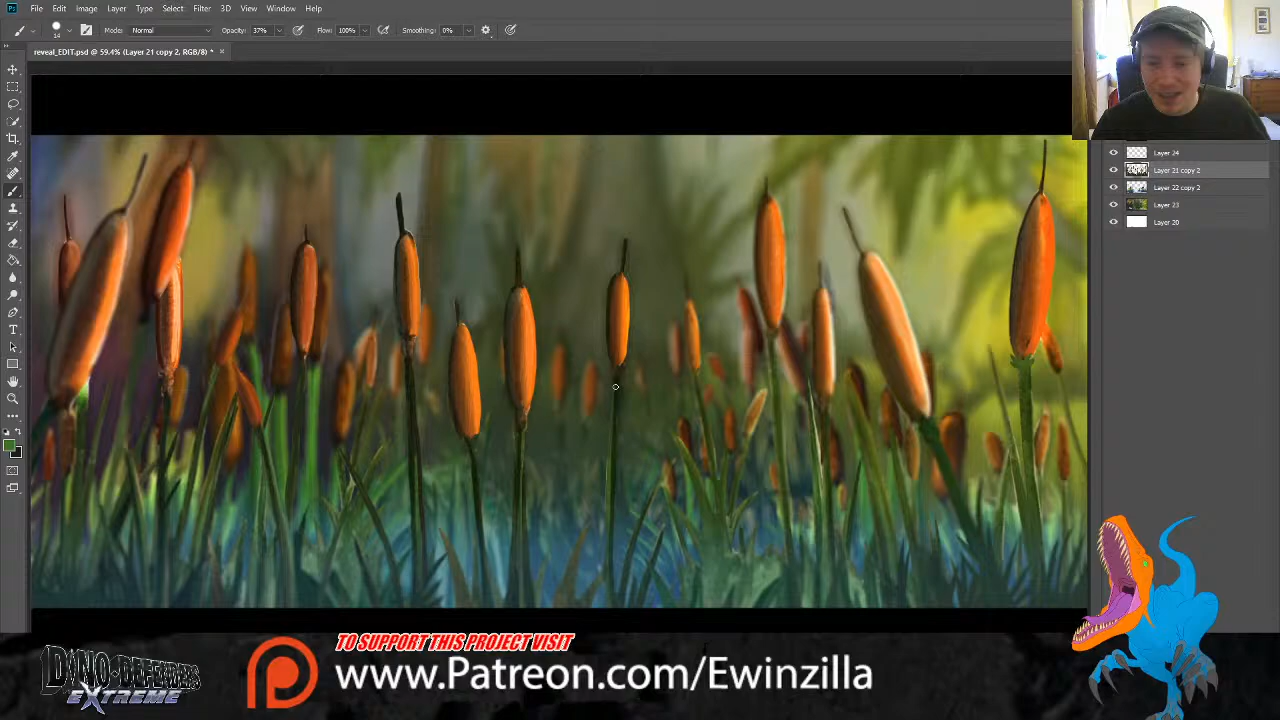 File Edit Image Layer Type Select Filter 3D View Window Help
14 Mode: Normal Opacity: 37% Flow: 100% Smoothing: 0%
reveal_EDIT.psd @ 59.4% (Layer 21 copy 2, RGB/8) *
Layer 24
Layer 21 copy 2
Layer 22 copy 2
Layer 23
Layer 20
TO SUPPORT THIS PROJECT VISIT
www.Patreon.com/Ewinzilla
DINO-DEFENDERS
EXTREME